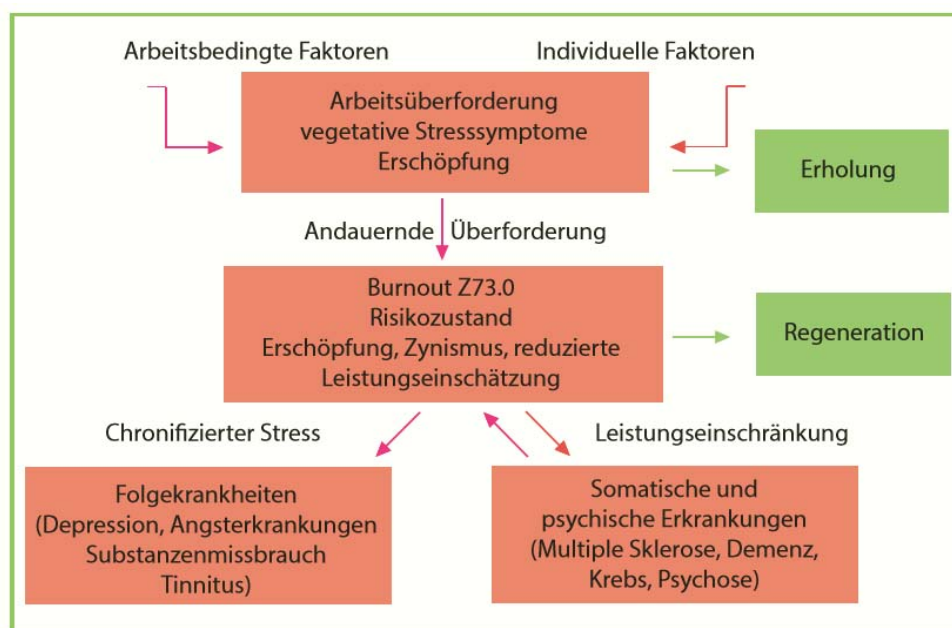 Arbeitsbedingte Faktoren
Individuelle Faktoren
Arbeitsüberforderung
vegetative Stresssymptome
Erschöpfung
Erholung
Andauernde Überforderung
Burnout Z73.0
Risikozustand
Erschöpfung, Zynismus, reduzierte
Leistungseinschätzung
Regeneration
Chronifizierter Stress
Leistungseinschränkung
Folgekrankheiten
(Depression, Angsterkrankungen
Substanzenmissbrauch
Tinnitus)
Somatische und
psychische Erkrankungen
(Multiple Sklerose, Demenz,
Krebs, Psychose)